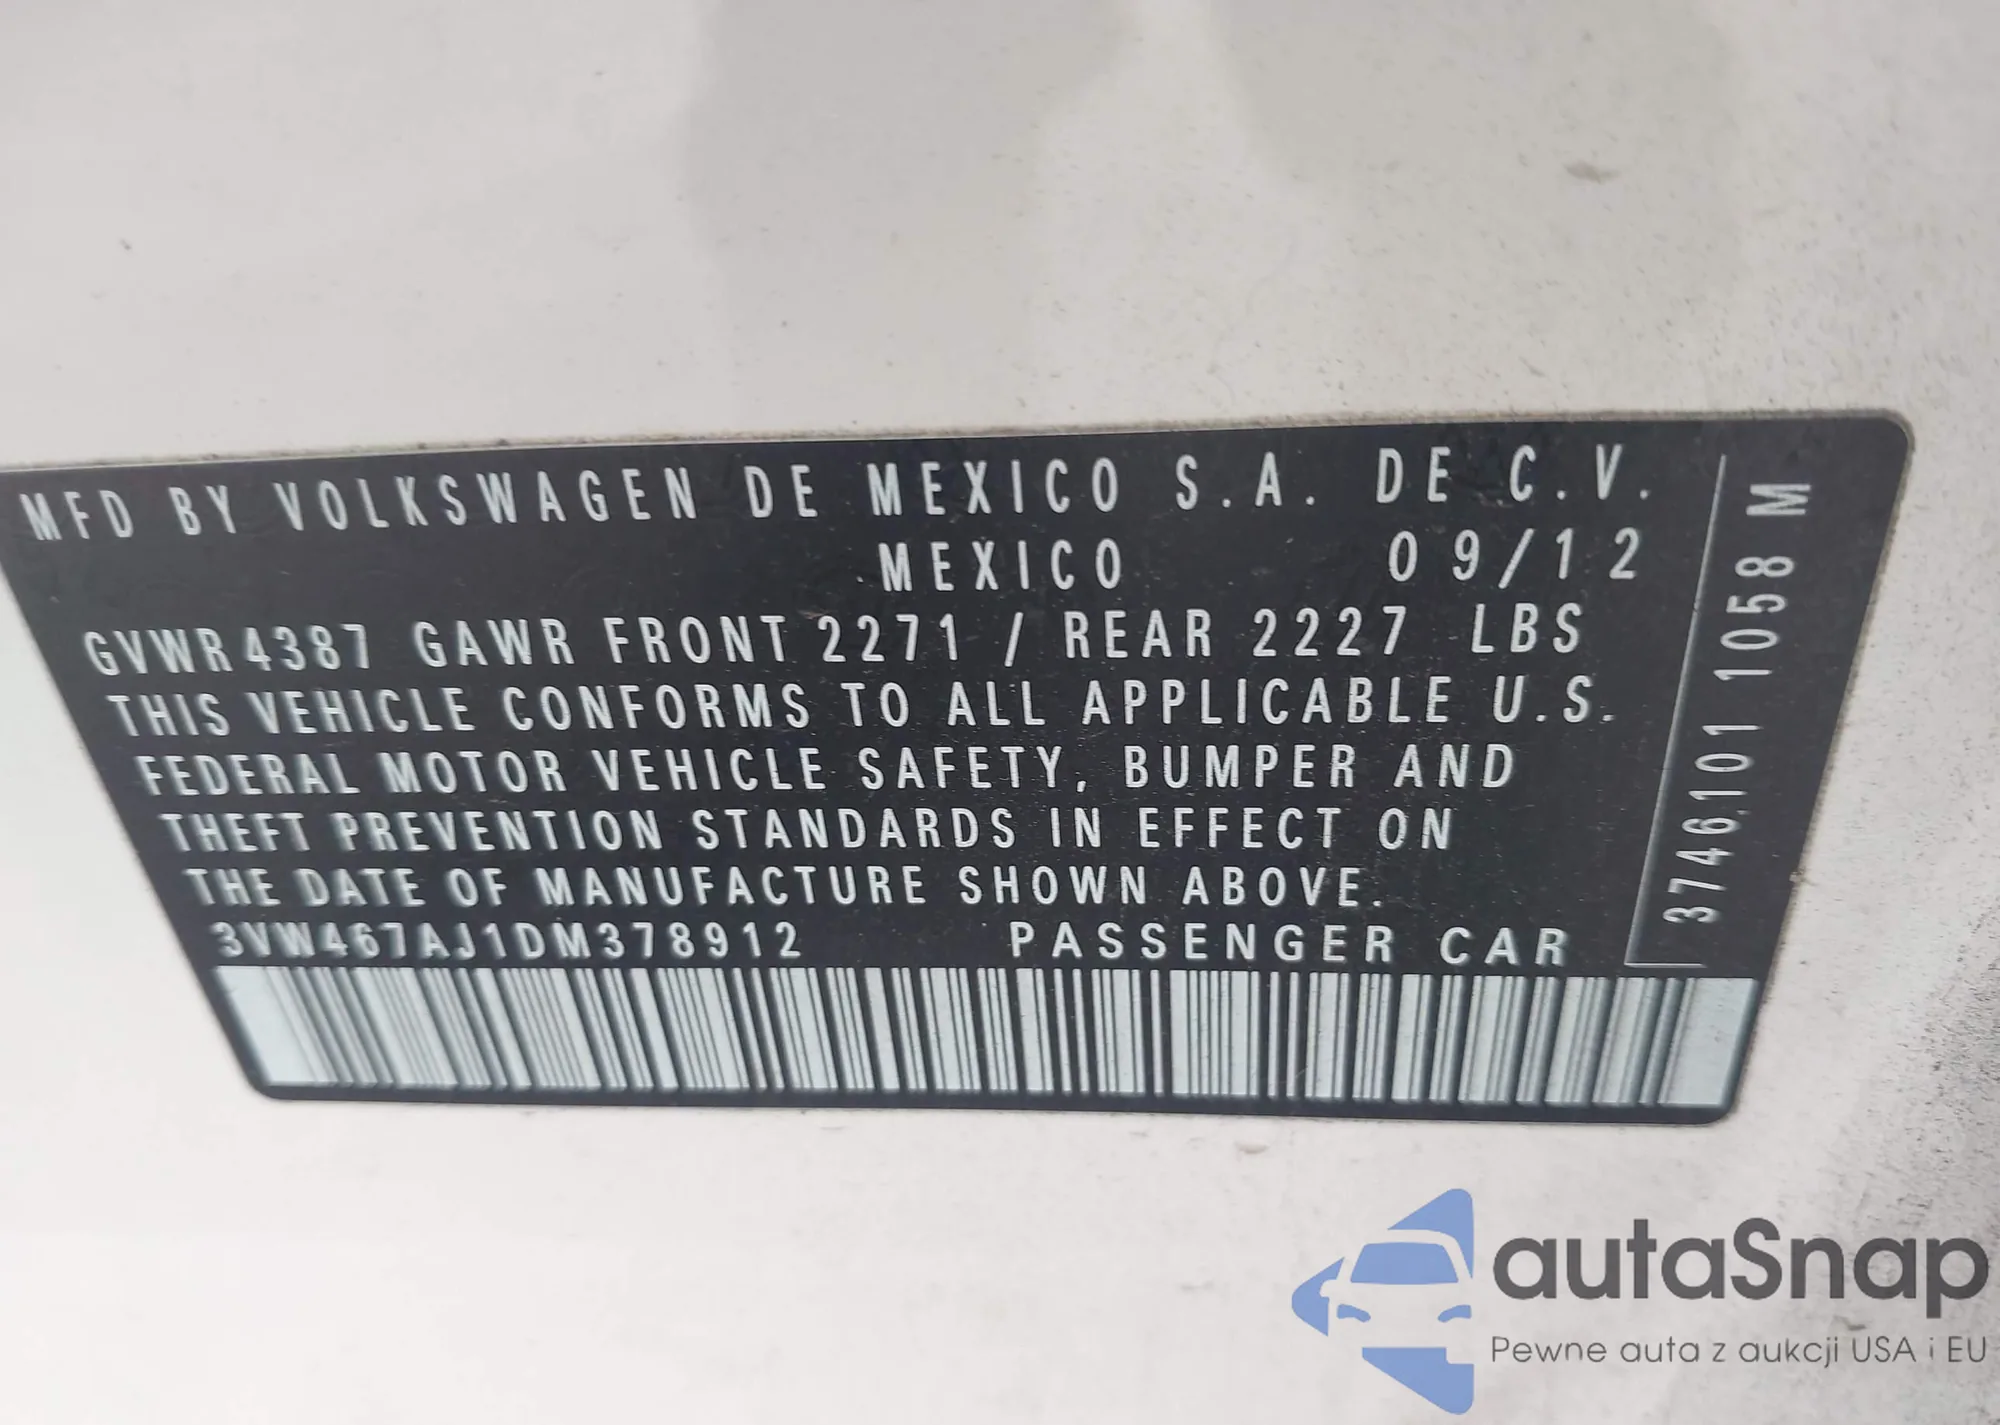 MFD BY VOLKSWAGEN DE MEXICO S.A. DE C.V.
MEXICO 09/12
GVWR 4387 GAWR FRONT 2271 / REAR 2227 LBS
THIS VEHICLE CONFORMS TO ALL APPLICABLE U.S.
FEDERAL MOTOR VEHICLE SAFETY, BUMPER AND
THEFT PREVENTION STANDARDS IN EFFECT ON
THE DATE OF MANUFACTURE SHOWN ABOVE.
3VW467AJ1DM378912 PASSENGER CAR
3746.101 1058 M
autaSnap
Pewne auta z aukcji USA i EU